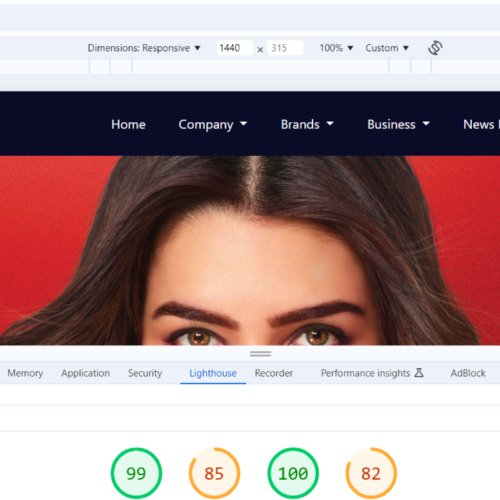 Dimensions: Responsive ▼ 1440 × 315 100% ▼ Custom ▼
Home Company Brands Business News
Memory Application Security Lighthouse Recorder Performance insights AdBlock
99 85 100 82